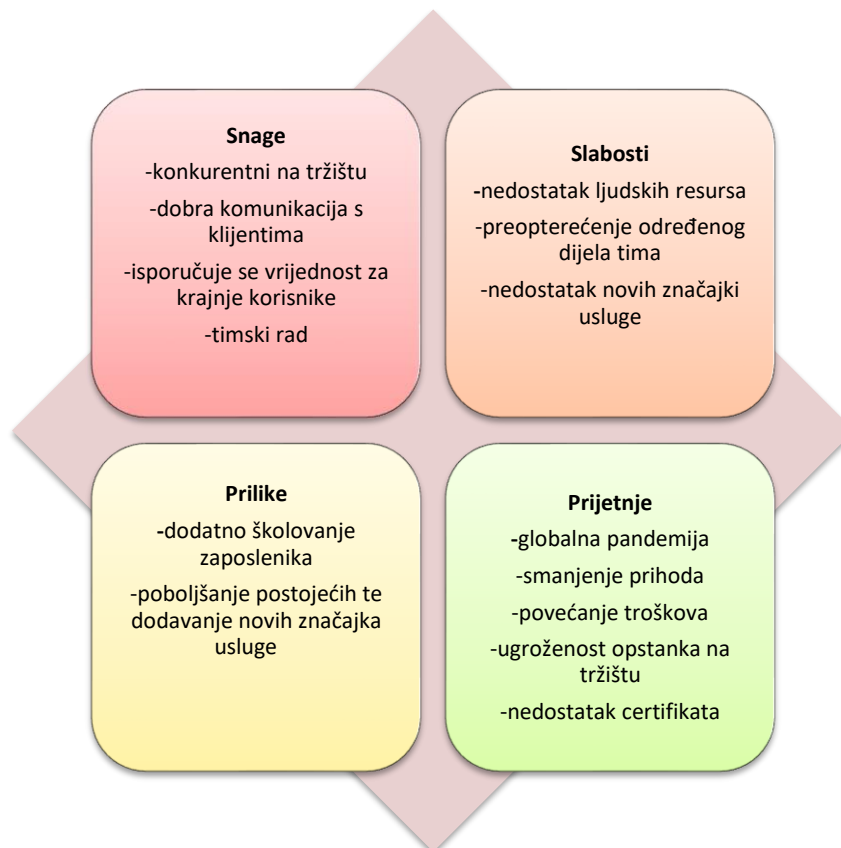 Snage
-konkurentni na tržištu
-dobra komunikacija s
klijentima
-isporučuje se vrijednost za
krajnje korisnike
-timski rad
Slabosti
-nedostatak ljudskih resursa
-preopterećenje određenog
dijela tima
-nedostatak novih značajki
usluge
Prilike
-dodatno školovanje
zaposlenika
-poboljšanje postojećih te
dodavanje novih značajka
usluge
Prijetnje
-globalna pandemija
-smanjenje prihoda
-povećanje troškova
-ugroženost opstanka na
tržištu
-nedostatak certifikata